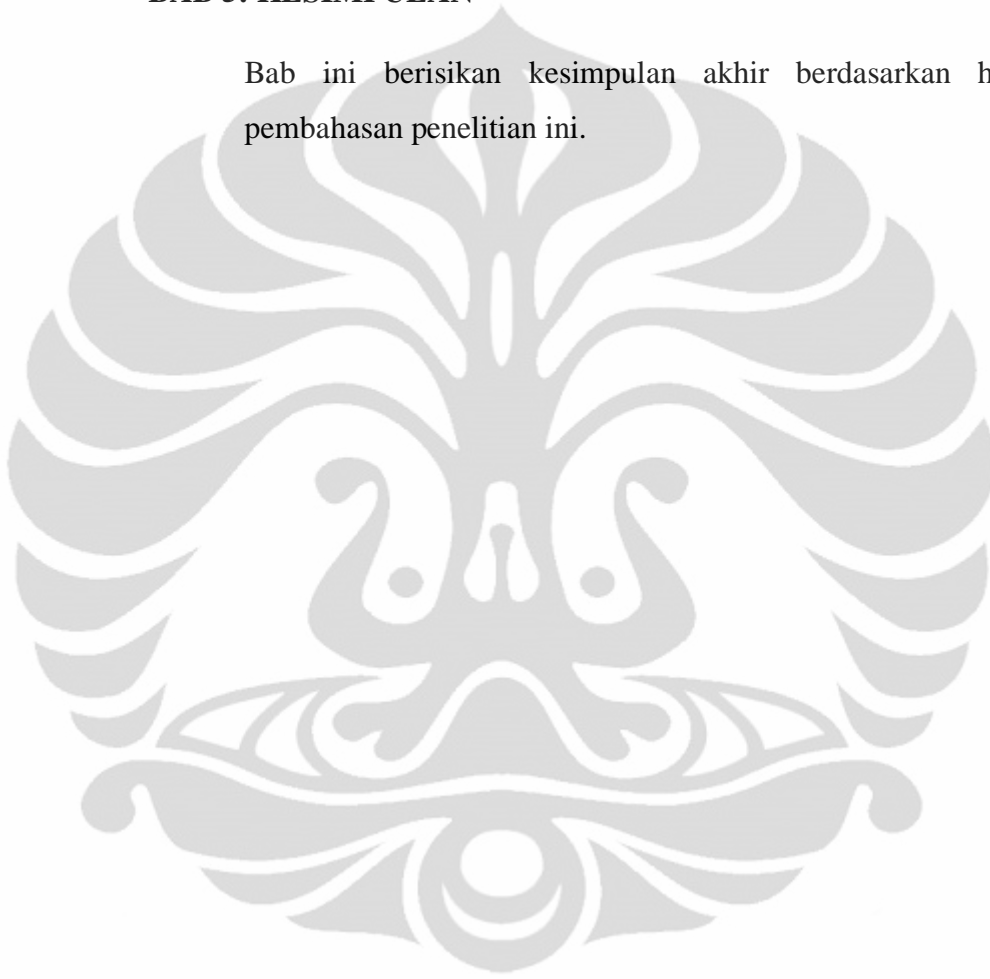 Bab ini berisikan kesimpulan akhir berdasarkan
pembahasan penelitian ini.